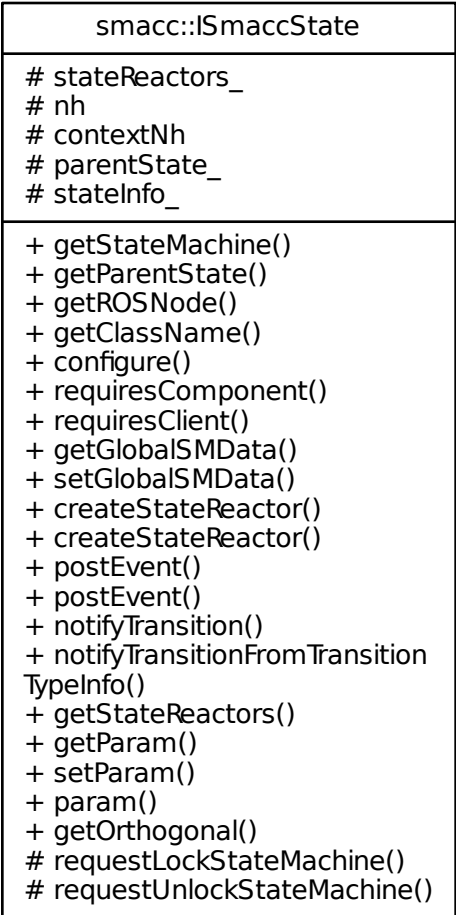 smacc::ISmaccState
# stateReactors_
# nh
# contextNh
# parentState_
# stateInfo_
+ getStateMachine()
+ getParentState()
+ getROSNode()
+ getClassName()
+ configure()
+ requiresComponent()
+ requiresClient()
+ getGlobalSMData()
+ setGlobalSMData()
+ createStateReactor()
+ createStateReactor()
+ postEvent()
+ postEvent()
+ notifyTransition()
+ notifyTransitionFromTransition
TypeInfo()
+ getStateReactors()
+ getParam()
+ setParam()
+ param()
+ getOrthogonal()
# requestLockStateMachine()
# requestUnlockStateMachine()